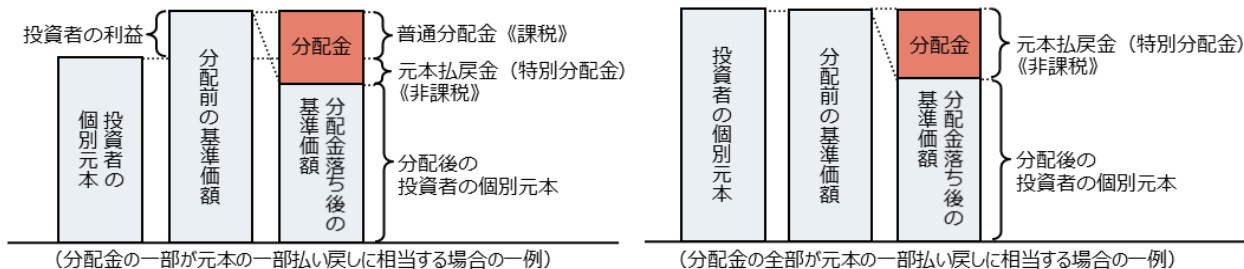 投資者の利益
投資者の
個別元本
分配前の基準価額
分配金
分配金落ち後の
基準価額
普通分配金《課税》
元本払戻金（特別分配金）
《非課税》
分配後の
投資者の個別元本
（分配金の一部が元本の一部払い戻しに相当する場合の一例）
投資者の個別元本
分配前の基準価額
分配金
分配金落ち後の
基準価額
元本払戻金（特別分配金）
《非課税》
分配後の
投資者の個別元本
（分配金の全部が元本の一部払い戻しに相当する場合の一例）